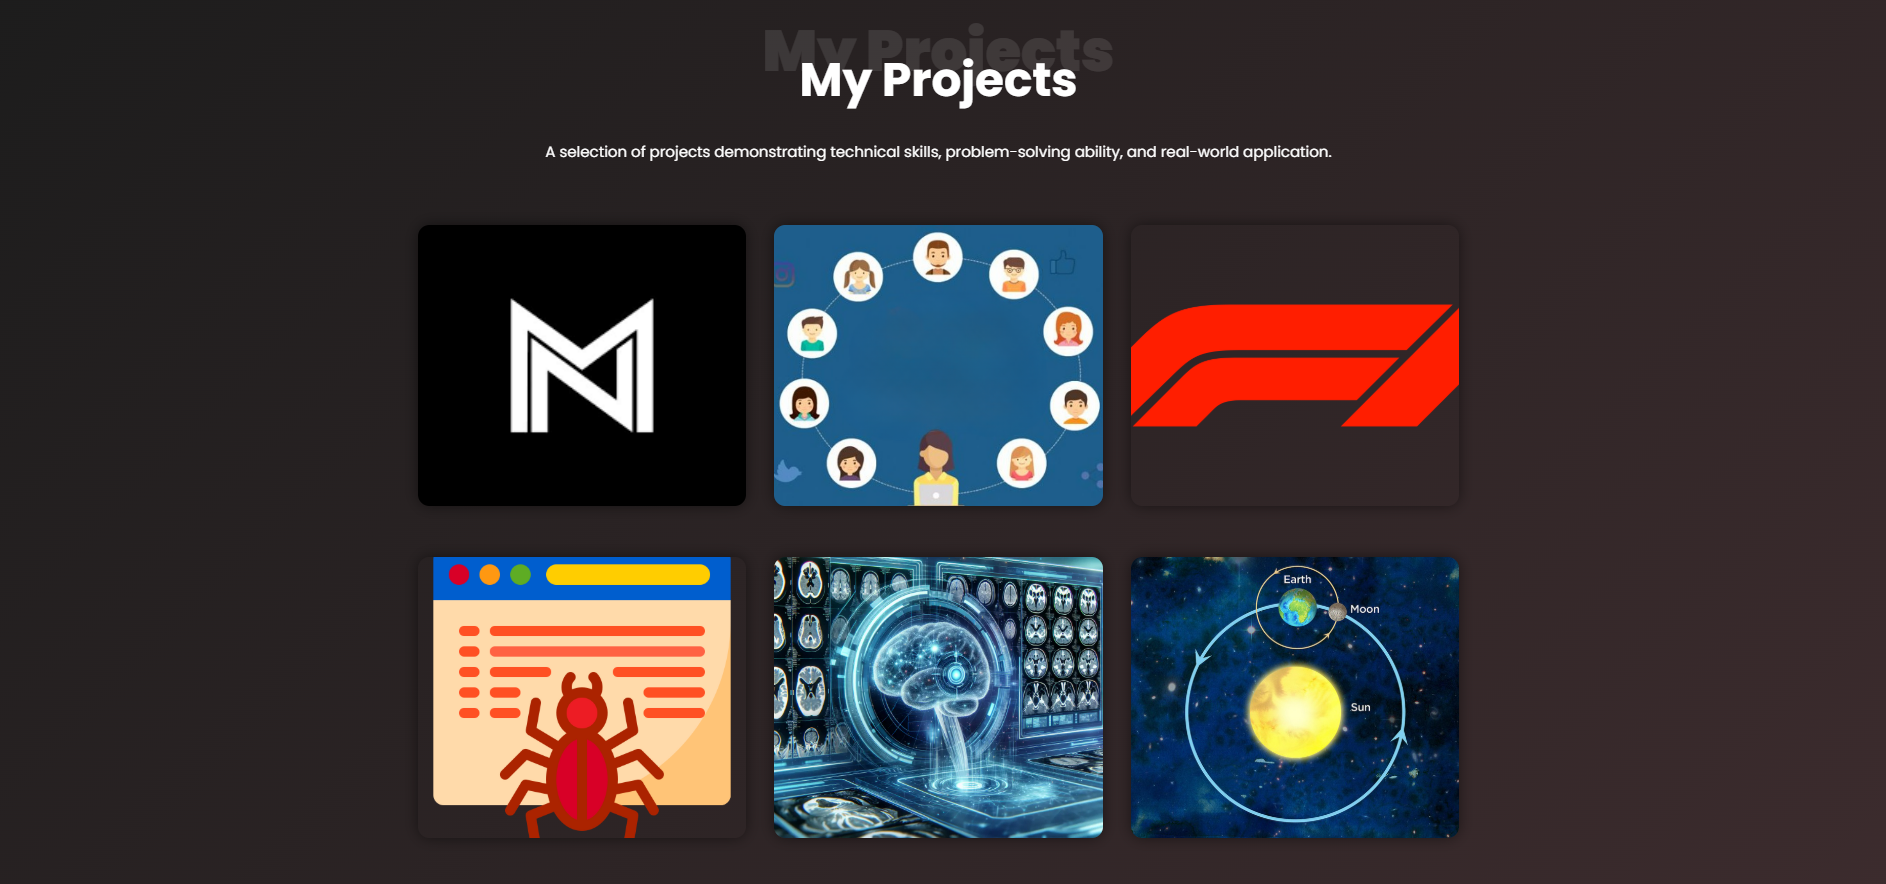 My Projects
My Projects
A selection of projects demonstrating technical skills, problem-solving ability, and real-world application.
Earth
Moon
Sun